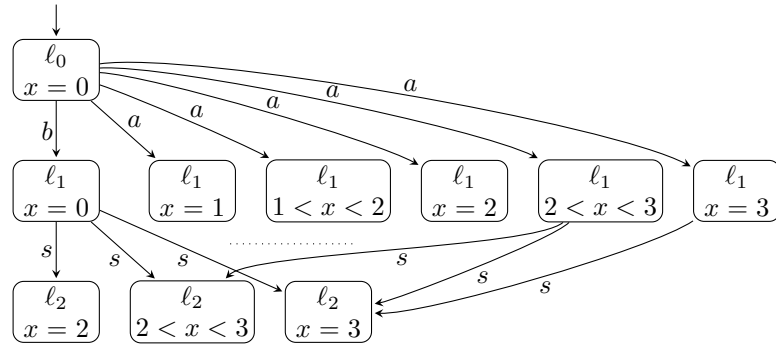 ℓ₀
x = 0
a
a
a
a
a
b
ℓ₁
x = 0
ℓ₁
x = 1
ℓ₁
1 < x < 2
ℓ₁
x = 2
ℓ₁
2 < x < 3
ℓ₁
x = 3
s
s
s
s
s
s
ℓ₂
x = 2
ℓ₂
2 < x < 3
ℓ₂
x = 3